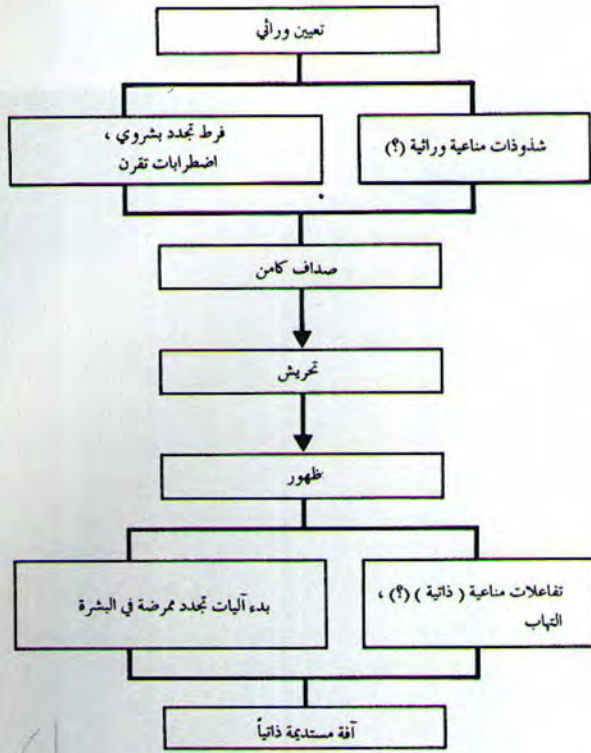 تعيين وراثي
شذوذات مناعية وراثية (؟)
فرط تجدد بشروي ،
اضطرابات تقرن
صداف كامن
تحريش
ظهور
تفاعلات مناعية ( ذاتية ) (؟) ،
التهاب
بدء آليات تجدد ممرضة في البشرة
آفة مستديمة ذاتياً